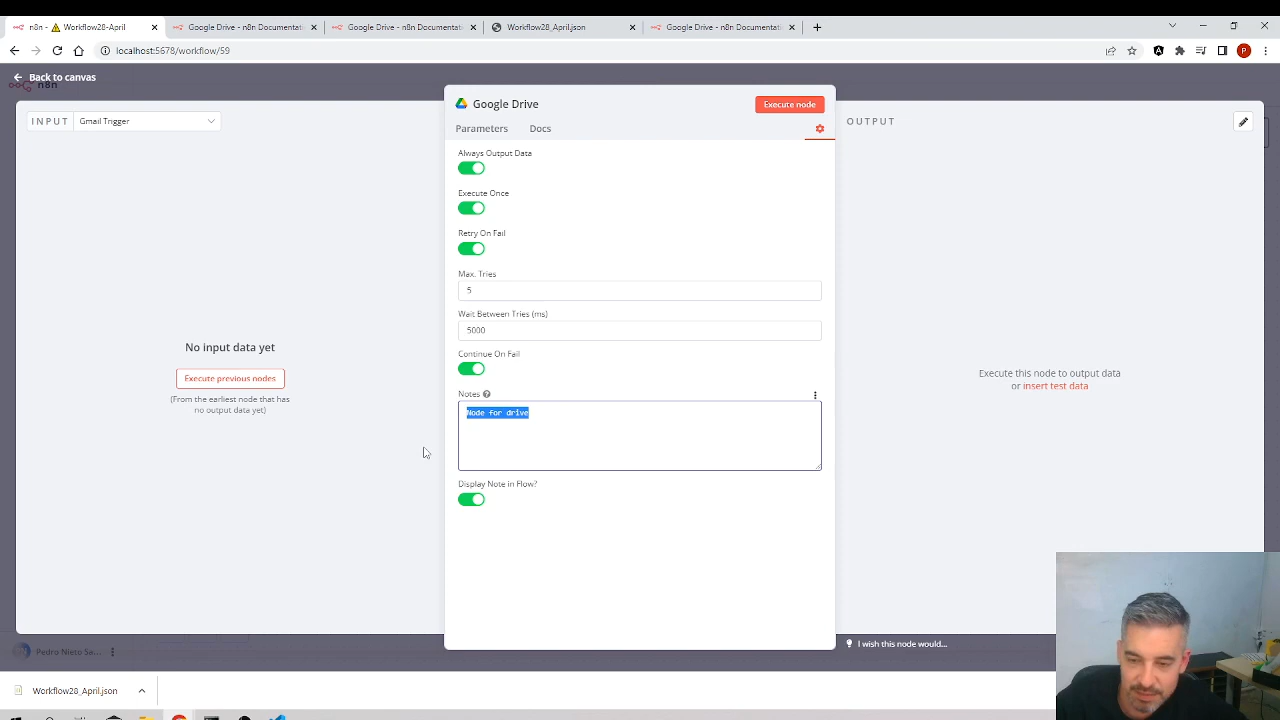 n8n - ⚠ Workflow28-April
Google Drive - n8n Documentati
Google Drive - n8n Documentati
Workflow28_April.json
Google Drive - n8n Documentati
localhost:5678/workflow/59
P
Back to canvas
n8n
INPUT Gmail Trigger
Google Drive
Execute node
OUTPUT
Parameters Docs
Always Output Data
Execute Once
Retry On Fail
Max. Tries
5
Wait Between Tries (ms)
5000
Continue On Fail
Notes
Node for drive
Display Note in Flow?
No input data yet
Execute previous nodes
(From the earliest node that has
no output data yet)
Execute this node to output data
or insert test data
I wish this node would...
Pedro Nieto Sa...
Workflow28_April.json